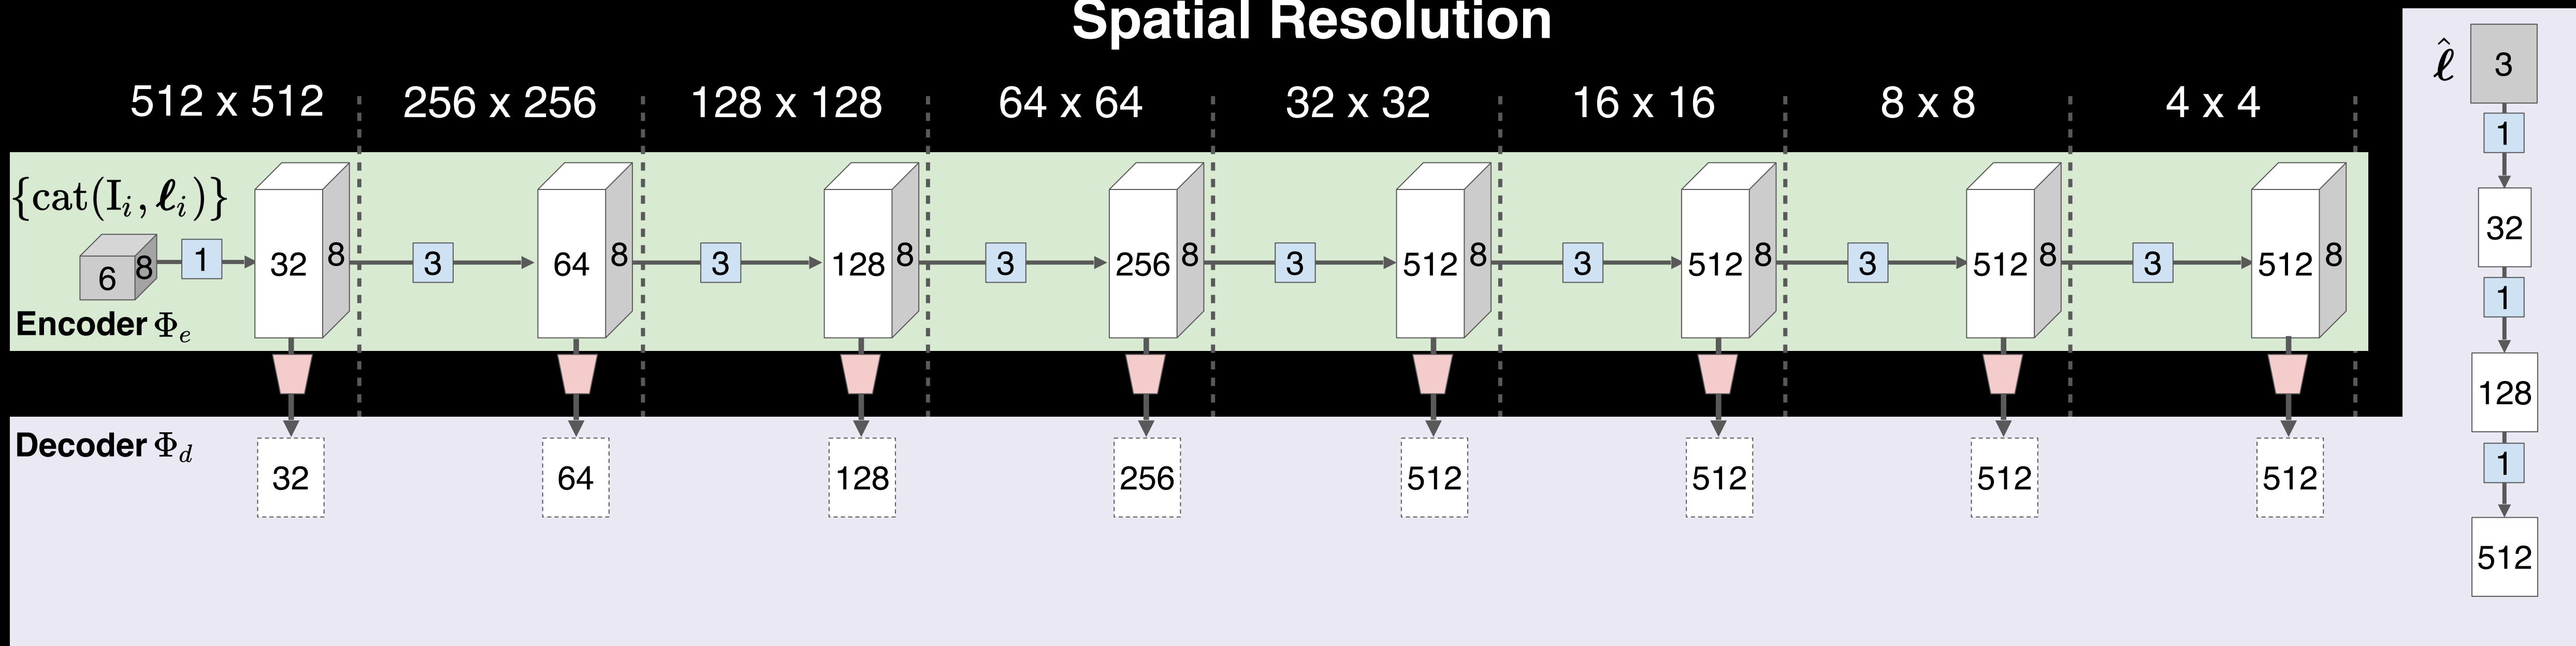 Spatial Resolution
512 x 512 256 x 256 128 x 128 64 x 64 32 x 32 16 x 16 8 x 8 4 x 4
{cat(I_i, ℓ_i)}
6 8 1 32 8 3 64 8 3 128 8 3 256 8 3 512 8 3 512 8 3 512 8 3 512 8
Encoder Φ_e
Decoder Φ_d
32 64 128 256 512 512 512 512
ℓ̂ 3
1
32
1
128
1
512